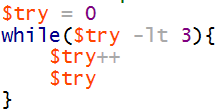 $try = 0
while($try -lt 3){
    $try++
    $try
}